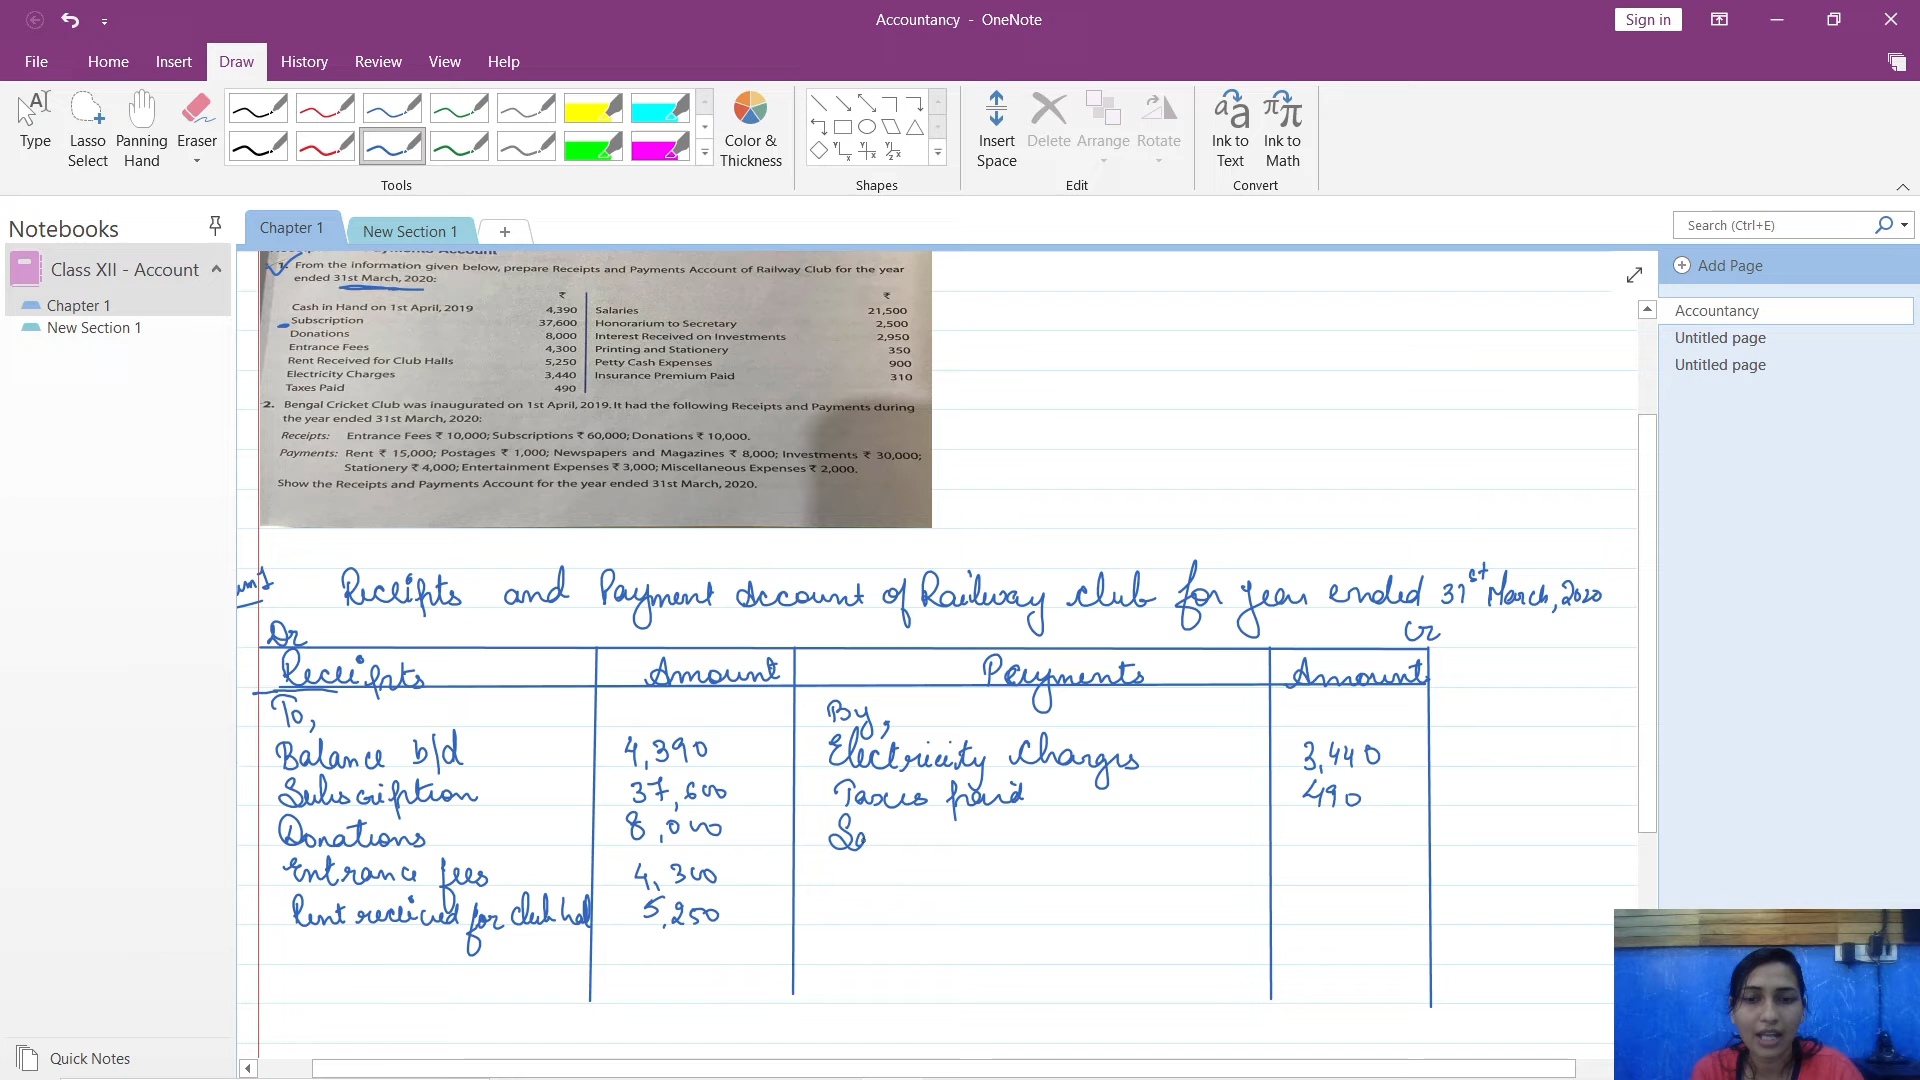 Accountancy - OneNote
Sign in
File Home Insert Draw History Review View Help
Type
Lasso Select
Panning Hand
Eraser
Color & Thickness
Insert Space
Delete
Arrange
Rotate
Ink to Text
Ink to Math
Tools
Shapes
Edit
Convert
Notebooks
Chapter 1
New Section 1
Search (Ctrl+E)
Class XII - Account
Chapter 1
New Section 1
Add Page
Accountancy
Untitled page
Untitled page
1. From the information given below, prepare Receipts and Payments Account of Railway Club for the year
ended 31st March, 2020:
₹ ₹
Cash in Hand on 1st April, 2019 4,390 Salaries 21,500
Subscription 37,600 Honorarium to Secretary 2,500
Donations 8,000 Interest Received on Investments 2,950
Entrance Fees 4,300 Printing and Stationery 350
Rent Received for Club Halls 5,250 Petty Cash Expenses 900
Electricity Charges 3,440 Insurance Premium Paid 310
Taxes Paid 490
2. Bengal Cricket Club was inaugurated on 1st April, 2019. It had the following Receipts and Payments during
the year ended 31st March, 2020:
Receipts: Entrance Fees ₹ 10,000; Subscriptions ₹ 60,000; Donations ₹ 10,000.
Payments: Rent ₹ 15,000; Postages ₹ 1,000; Newspapers and Magazines ₹ 8,000; Investments ₹ 30,000;
Stationery ₹ 4,000; Entertainment Expenses ₹ 3,000; Miscellaneous Expenses ₹ 2,000.
Show the Receipts and Payments Account for the year ended 31st March, 2020.
Receipts and Payment Account of Railway club for year ended 31st March, 2020
Dr Cr
Receipts Amount Payments Amount
To, By,
Balance b/d 4,390 Electricity Charges 3,440
Subscription 37,600 Taxes paid 490
Donations 8,000 Sa
Entrance fees 4,300
Rent received for club hal 5,250
Quick Notes